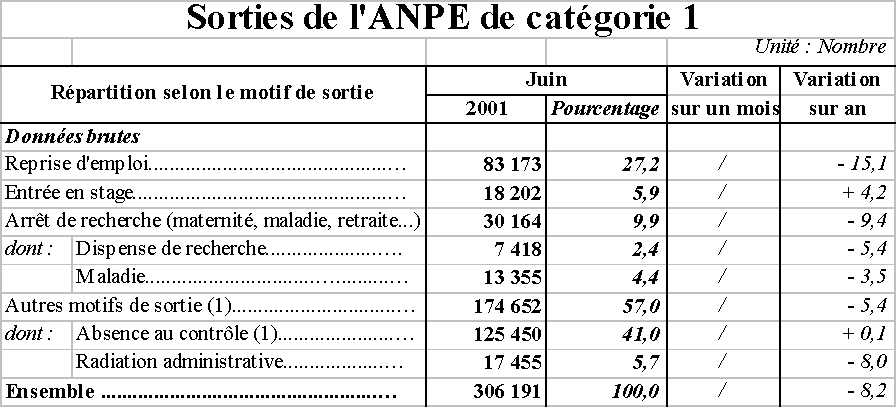 Sorties de l'ANPE de catégorie 1
Unité : Nombre
Répartition selon le motif de sortie Juin Variation Variation
2001 Pourcentage sur un mois sur an
Données brutes
Reprise d'emploi................................................ 83 173 27,2 / - 15,1
Entrée en stage.................................................... 18 202 5,9 / + 4,2
Arrêt de recherche (maternité, maladie, retraite...) 30 164 9,9 / - 9,4
dont : Dispense de recherche.......................... 7 418 2,4 / - 5,4
Maladie.................................................. 13 355 4,4 / - 3,5
Autres motifs de sortie (1)................................... 174 652 57,0 / - 5,4
dont : Absence au contrôle (1).......................... 125 450 41,0 / + 0,1
Radiation administrative....................... 17 455 5,7 / - 8,0
Ensemble ........................................................ 306 191 100,0 / - 8,2